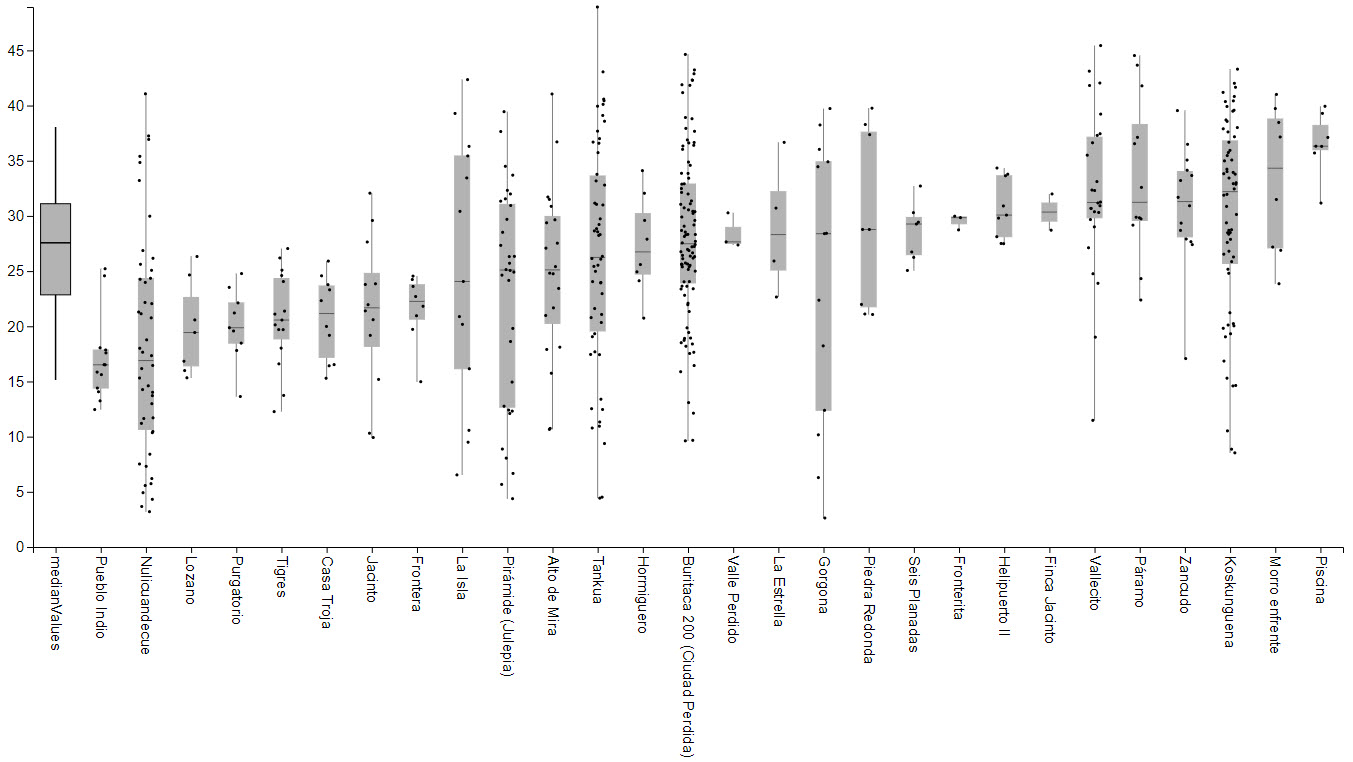 45
40
35
30
25
20
15
10
5
0
medianValues
Pueblo Indio
Nulicuandecue
Lozano
Purgatorio
Tigres
Casa Troja
Jacinto
Frontera
La Isla
Pirámide (Julepia)
Alto de Mira
Tankua
Hormiguero
Buritaca 200 (Ciudad Perdida)
Valle Perdido
La Estrella
Gorgona
Piedra Redonda
Seis Planadas
Fronterita
Helipuerto II
Finca Jacinto
Vallecito
Páramo
Zancudo
Koskunguena
Morro enfrente
Piscina